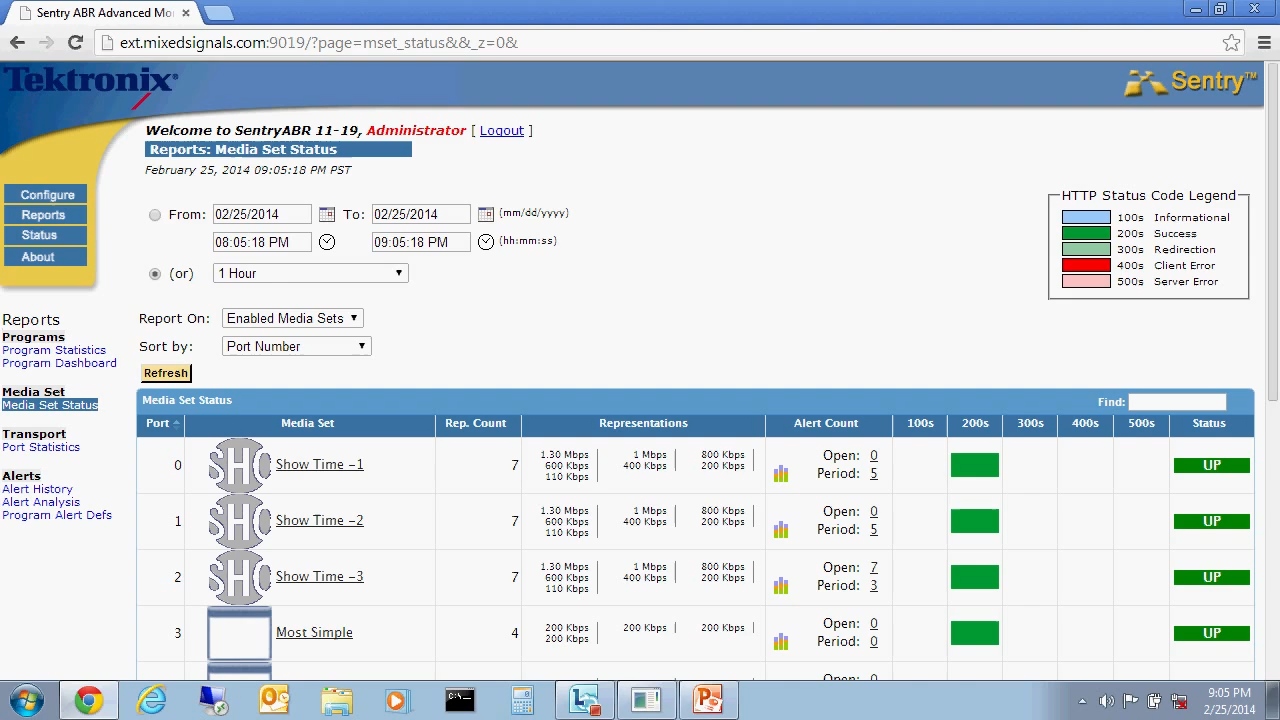 Sentry ABR Advanced Mo
ext.mixedsignals.com:9019/?page=mset_status&&_z=0&
Tektronix
Sentry™
Welcome to SentryABR 11-19, Administrator [ Logout ]
Reports: Media Set Status
February 25, 2014 09:05:18 PM PST
Configure
Reports
Status
About
From: 02/25/2014 To: 02/25/2014 (mm/dd/yyyy)
08:05:18 PM 09:05:18 PM (hh:mm:ss)
(or) 1 Hour
HTTP Status Code Legend
100s Informational
200s Success
300s Redirection
400s Client Error
500s Server Error
Report On: Enabled Media Sets
Sort by: Port Number
Refresh
Reports
Programs
Program Statistics
Program Dashboard
Media Set
Media Set Status
Transport
Port Statistics
Alerts
Alert History
Alert Analysis
Program Alert Defs
Media Set Status Find:
Port Media Set Rep. Count Representations Alert Count 100s 200s 300s 400s 500s Status
0 SHO Show Time -1 7 1.30 Mbps 1 Mbps 800 Kbps Open: 0 UP
600 Kbps 400 Kbps 200 Kbps Period: 5
110 Kbps
1 SHO Show Time -2 7 1.30 Mbps 1 Mbps 800 Kbps Open: 0 UP
600 Kbps 400 Kbps 200 Kbps Period: 5
110 Kbps
2 SHO Show Time -3 7 1.30 Mbps 1 Mbps 800 Kbps Open: 7 UP
600 Kbps 400 Kbps 200 Kbps Period: 3
110 Kbps
3 Most Simple 4 200 Kbps 200 Kbps 200 Kbps Open: 0 UP
200 Kbps Period: 0
Open: 0
9:05 PM
2/25/2014